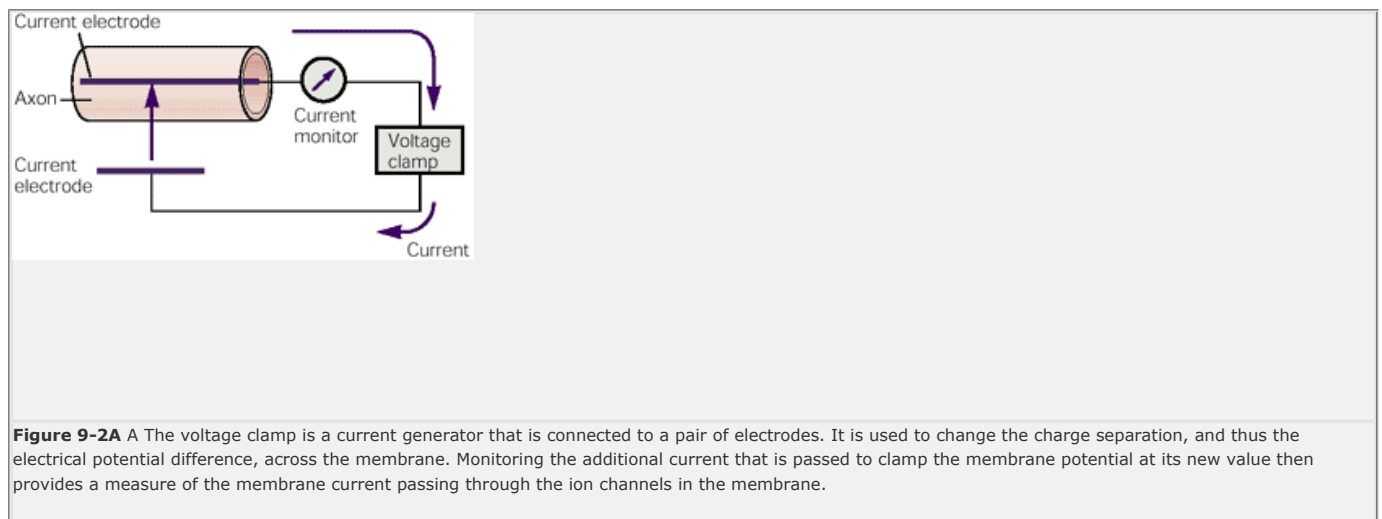 Current electrode
Axon
Current
monitor
Voltage
clamp
Current
electrode
Current
Figure 9-2A A The voltage clamp is a current generator that is connected to a pair of electrodes. It is used to change the charge separation, and thus the
electrical potential difference, across the membrane. Monitoring the additional current that is passed to clamp the membrane potential at its new value then
provides a measure of the membrane current passing through the ion channels in the membrane.